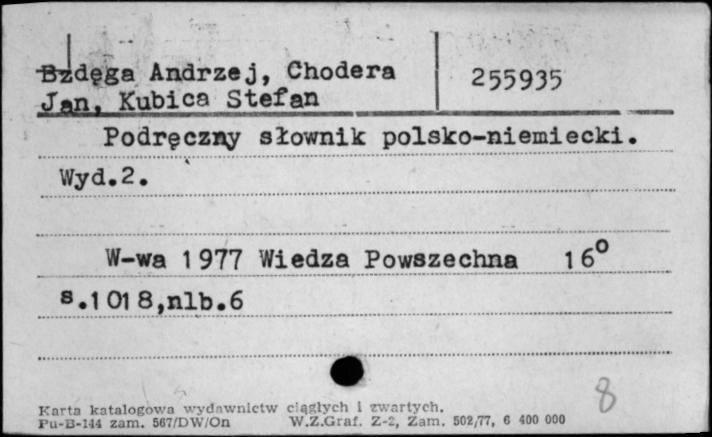 Bzdęga Andrzej, Chodera 255935
Jan, Kubica Stefan
Podręczny słownik polsko-niemiecki.
Wyd.2.
W-wa 1977 Wiedza Powszechna 16°
s.1018,nlb.6
8
Karta katalogowa wydawnictw ciągłych i zwartych.
Pu-B-144 zam. 567/DW/On W.Z.Graf. Z-2, Zam. 502/77, 6 400 000